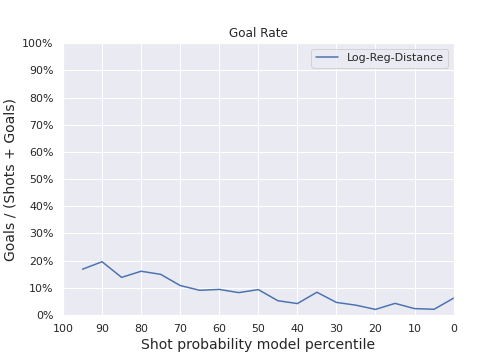 Goal Rate
Log-Reg-Distance
100%
90%
80%
70%
60%
50%
40%
30%
20%
10%
0%
Goals / (Shots + Goals)
100 90 80 70 60 50 40 30 20 10 0
Shot probability model percentile